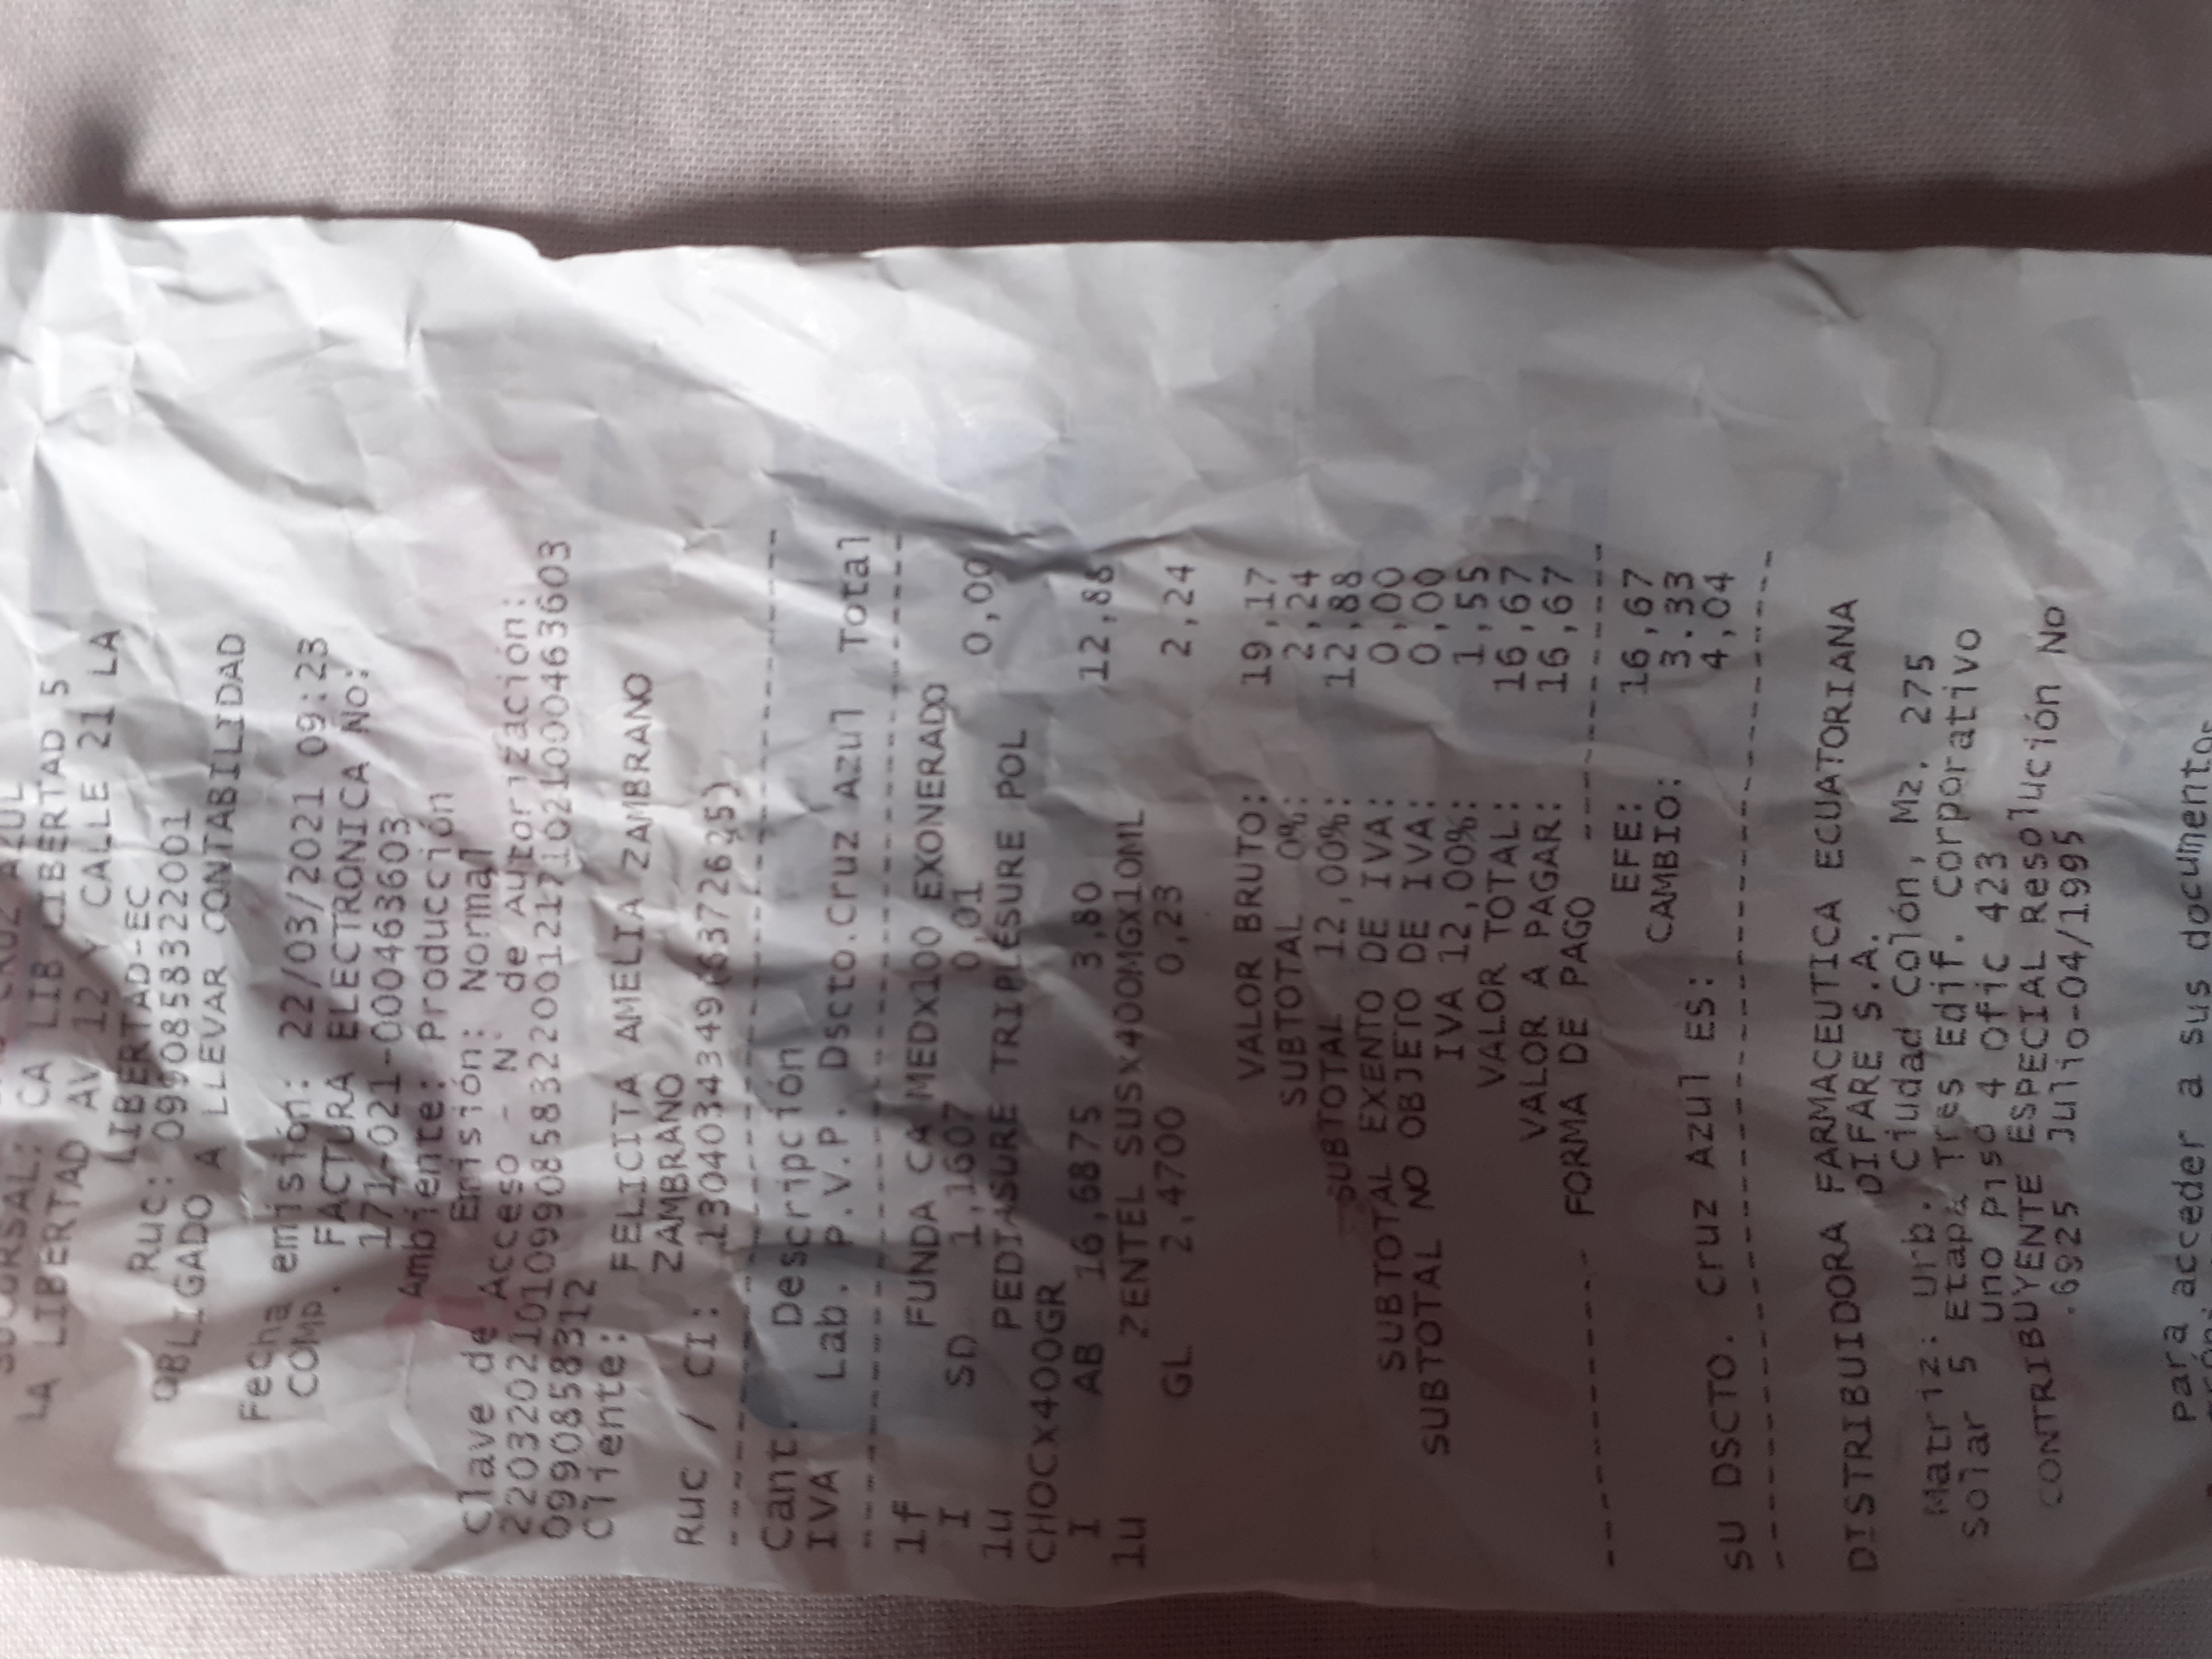 SUCURSAL: CA LIB LIBERTAD 5
LA LIBERTAD AV 12 Y CALLE 21 LA
LIBERTAD-EC
Ruc: 0990858322001
OBLIGADO A LLEVAR CONTABILIDAD
Fecha emisión: 22/03/2021 09:23
COMP. FACTURA ELECTRONICA No:
171-021-000463603
Ambiente: Producción
Emisión: Normal
Clave de Acceso - N° de Autorización:
220320210109908583220012171021000463603
0990858312
Cliente: FELICITA AMELIA ZAMBRANO
ZAMBRANO
Ruc / CI: 1304034349
Cant. Descripción
IVA Lab. P.V.P. Dscto.Cruz Azul Total
1f FUNDA CA MEDX100 EXONERADO
I SD 1,1607 0,01 0,00
1u PEDIASURE TRIPLESURE POL
CHOCX400GR
I AB 16,6875 3,80 12,88
1u ZENTEL SUSX400MGX10ML
GL 2,4700 0,23 2,24
VALOR BRUTO: 19,17
SUBTOTAL 0%: 2,24
SUBTOTAL 12,00%: 12,88
SUBTOTAL EXENTO DE IVA: 0,00
SUBTOTAL NO OBJETO DE IVA: 0,00
IVA 12,00%: 1,55
VALOR TOTAL: 16,67
VALOR A PAGAR: 16,67
---------- FORMA DE PAGO ----------
EFE: 16,67
CAMBIO: 3.33
SU DSCTO. Cruz Azul ES: 4,04
DISTRIBUIDORA FARMACEUTICA ECUATORIANA
DIFARE S.A.
Matriz: Urb. Ciudad Colón, Mz. 275
Solar 5 Etapa Tres Edif. Corporativo
Uno Piso 4 Ofic 423
CONTRIBUYENTE ESPECIAL Resolución No
.6925 Julio-04/1995
Para acceder a sus documentos